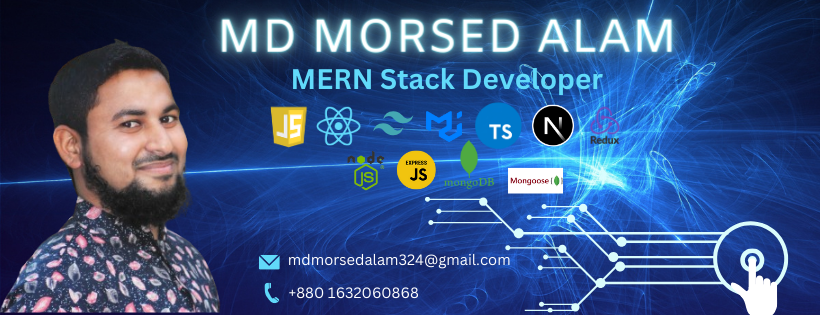 MD MORSED ALAM
MERN Stack Developer
JS
TS
N
Redux
node
JS
EXPRESS
JS
mongoDB
Mongoose
mdmorsedalam324@gmail.com
+880 1632060868